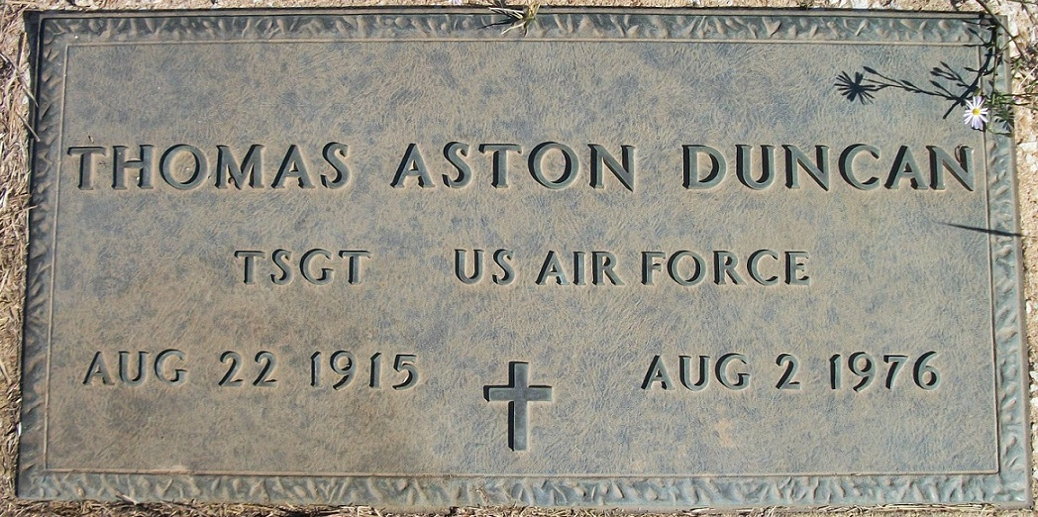 THOMAS ASTON DUNCAN
TSGT US AIR FORCE
AUG 22 1915 AUG 2 1976